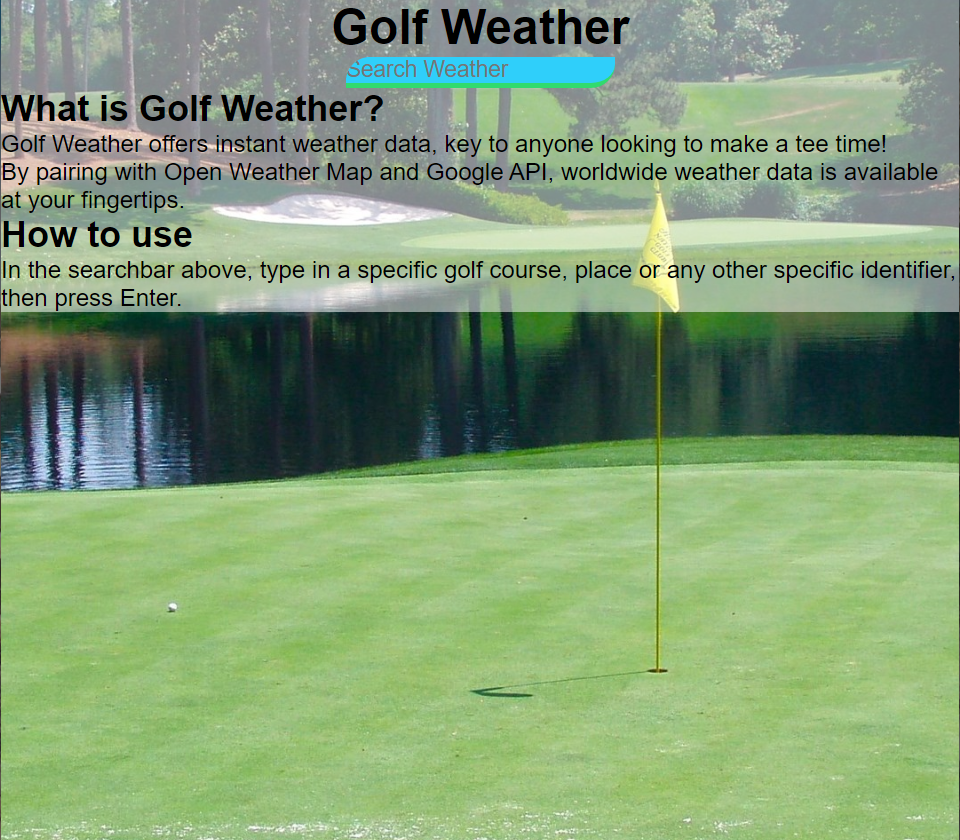 Golf Weather
Search Weather
What is Golf Weather?
Golf Weather offers instant weather data, key to anyone looking to make a tee time!
By pairing with Open Weather Map and Google API, worldwide weather data is available
at your fingertips.
How to use
In the searchbar above, type in a specific golf course, place or any other specific identifier,
then press Enter.